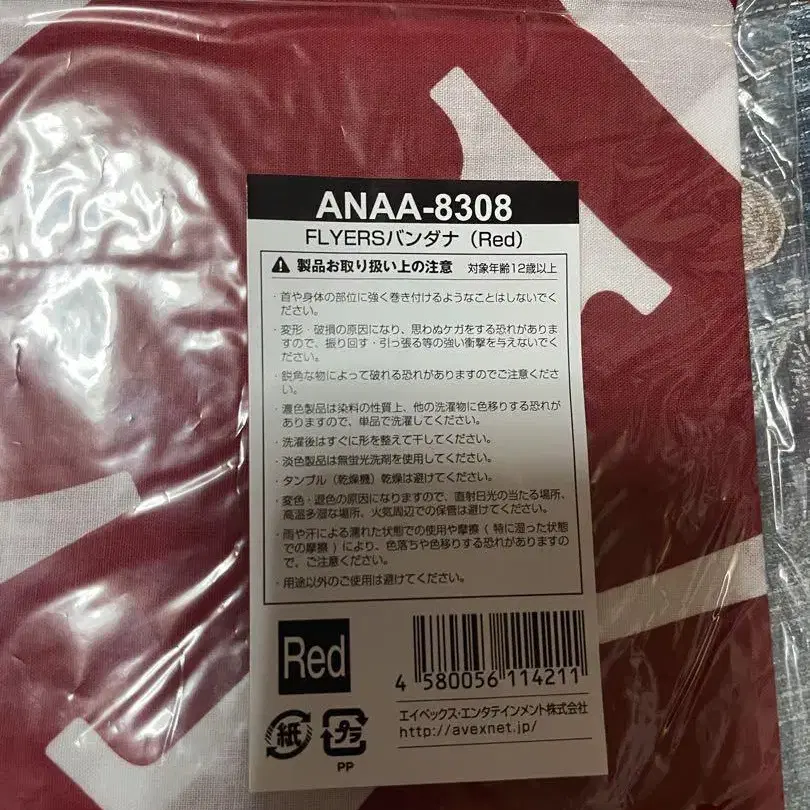 ANAA-8308
FLYERSバンダナ（Red）
製品お取り扱い上の注意 対象年齢12歳以上
・首や身体の部位に強く巻き付けるようなことはしないでく
ださい。
・変形・破損の原因になり、思わぬケガをする恐れがありま
すので、振り回す・引っ張る等の強い衝撃を与えないでく
ださい。
・鋭角な物によって破れる恐れがありますのでご注意くださ
い。
・濃色製品は染料の性質上、他の洗濯物に色移りする恐れが
ありますので、単品で洗濯してください。
・洗濯後はすぐに形を整えて干してください。
・淡色製品は無蛍光洗剤を使用してください。
・タンブル（乾燥機）乾燥は避けてください。
・変色・退色の原因になりますので、直射日光の当たる場所、
高温多湿な場所、火気周辺での保管は避けてください。
・雨や汗による濡れた状態での使用や摩擦 ( 特に湿った状態
での摩擦 ) により、色落ちや色移りする恐れがありますの
で、ご注意ください。
・用途以外のご使用は避けてください。
Red
4 580056 114211
エイベックス・エンタテインメント株式会社
http://avexnet.jp/
紙 プラ
PP